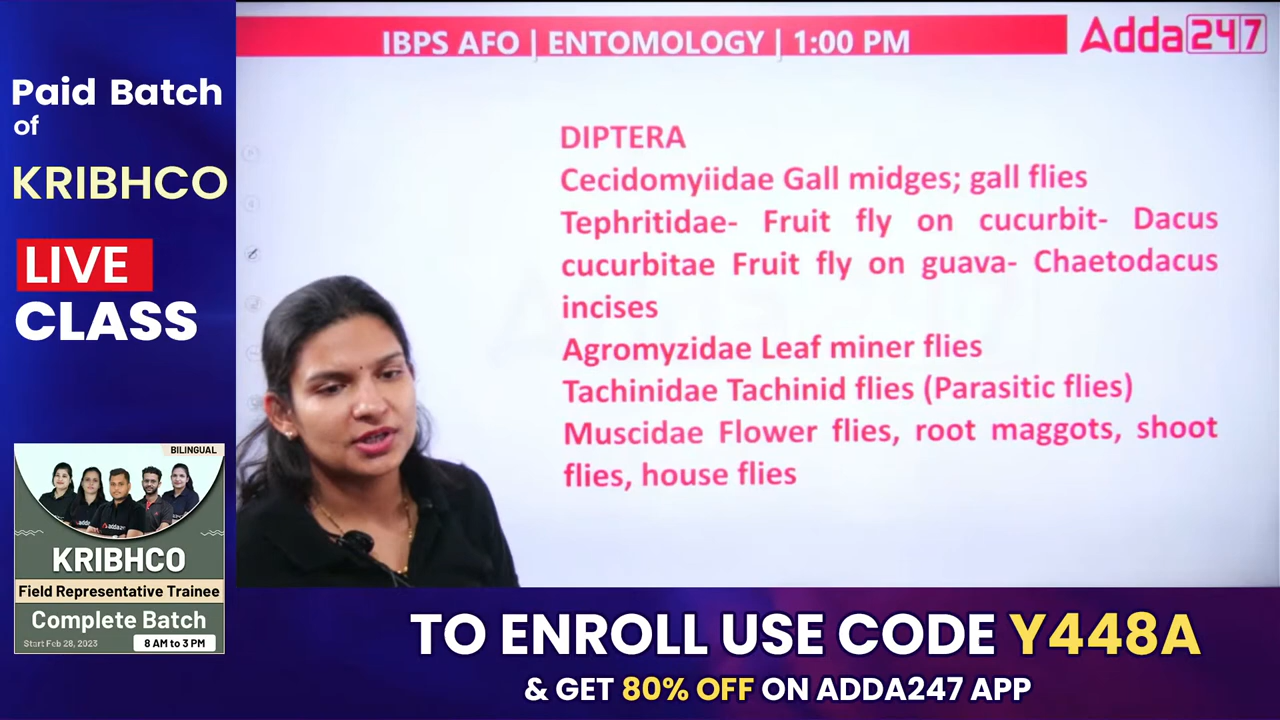 IBPS AFO | ENTOMOLOGY | 1:00 PM
Adda247
Paid Batch
of
KRIBHCO
LIVE
CLASS
DIPTERA
Cecidomyiidae Gall midges; gall flies
Tephritidae- Fruit fly on cucurbit- Dacus
cucurbitae Fruit fly on guava- Chaetodacus
incises
Agromyzidae Leaf miner flies
Tachinidae Tachinid flies (Parasitic flies)
Muscidae Flower flies, root maggots, shoot
flies, house flies
BILINGUAL
KRIBHCO
Field Representative Trainee
Complete Batch
Start Feb 28, 2023
8 AM to 3 PM
TO ENROLL USE CODE Y448A
& GET 80% OFF ON ADDA247 APP